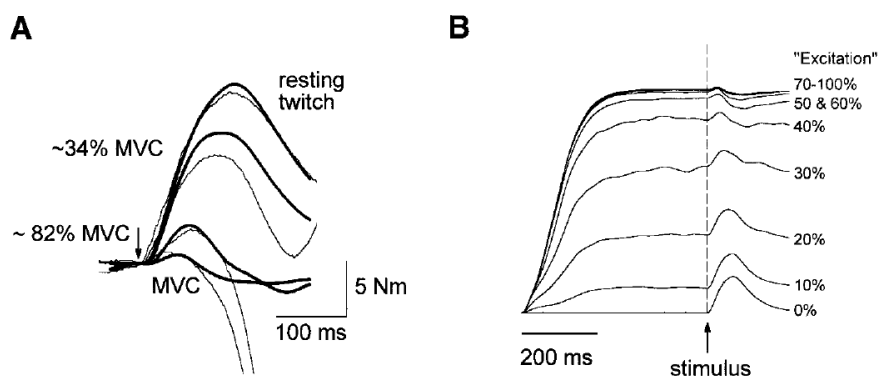 A
resting
twitch
~34% MVC
~ 82% MVC
MVC
5 Nm
100 ms
B
"Excitation"
70-100%
50 & 60%
40%
30%
20%
10%
0%
200 ms
stimulus